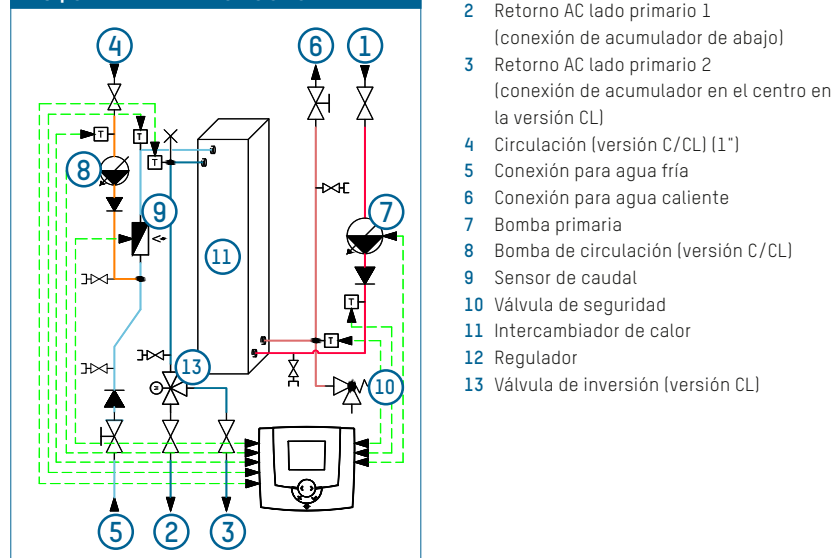 4
6
1
T
T
T
8
9
7
11
T
T
13
10
5
2
3
2 Retorno AC lado primario 1
(conexión de acumulador de abajo)
3 Retorno AC lado primario 2
(conexión de acumulador en el centro en
la versión CL)
4 Circulación (versión C/CL) (1")
5 Conexión para agua fría
6 Conexión para agua caliente
7 Bomba primaria
8 Bomba de circulación (versión C/CL)
9 Sensor de caudal
10 Válvula de seguridad
11 Intercambiador de calor
12 Regulador
13 Válvula de inversión (versión CL)